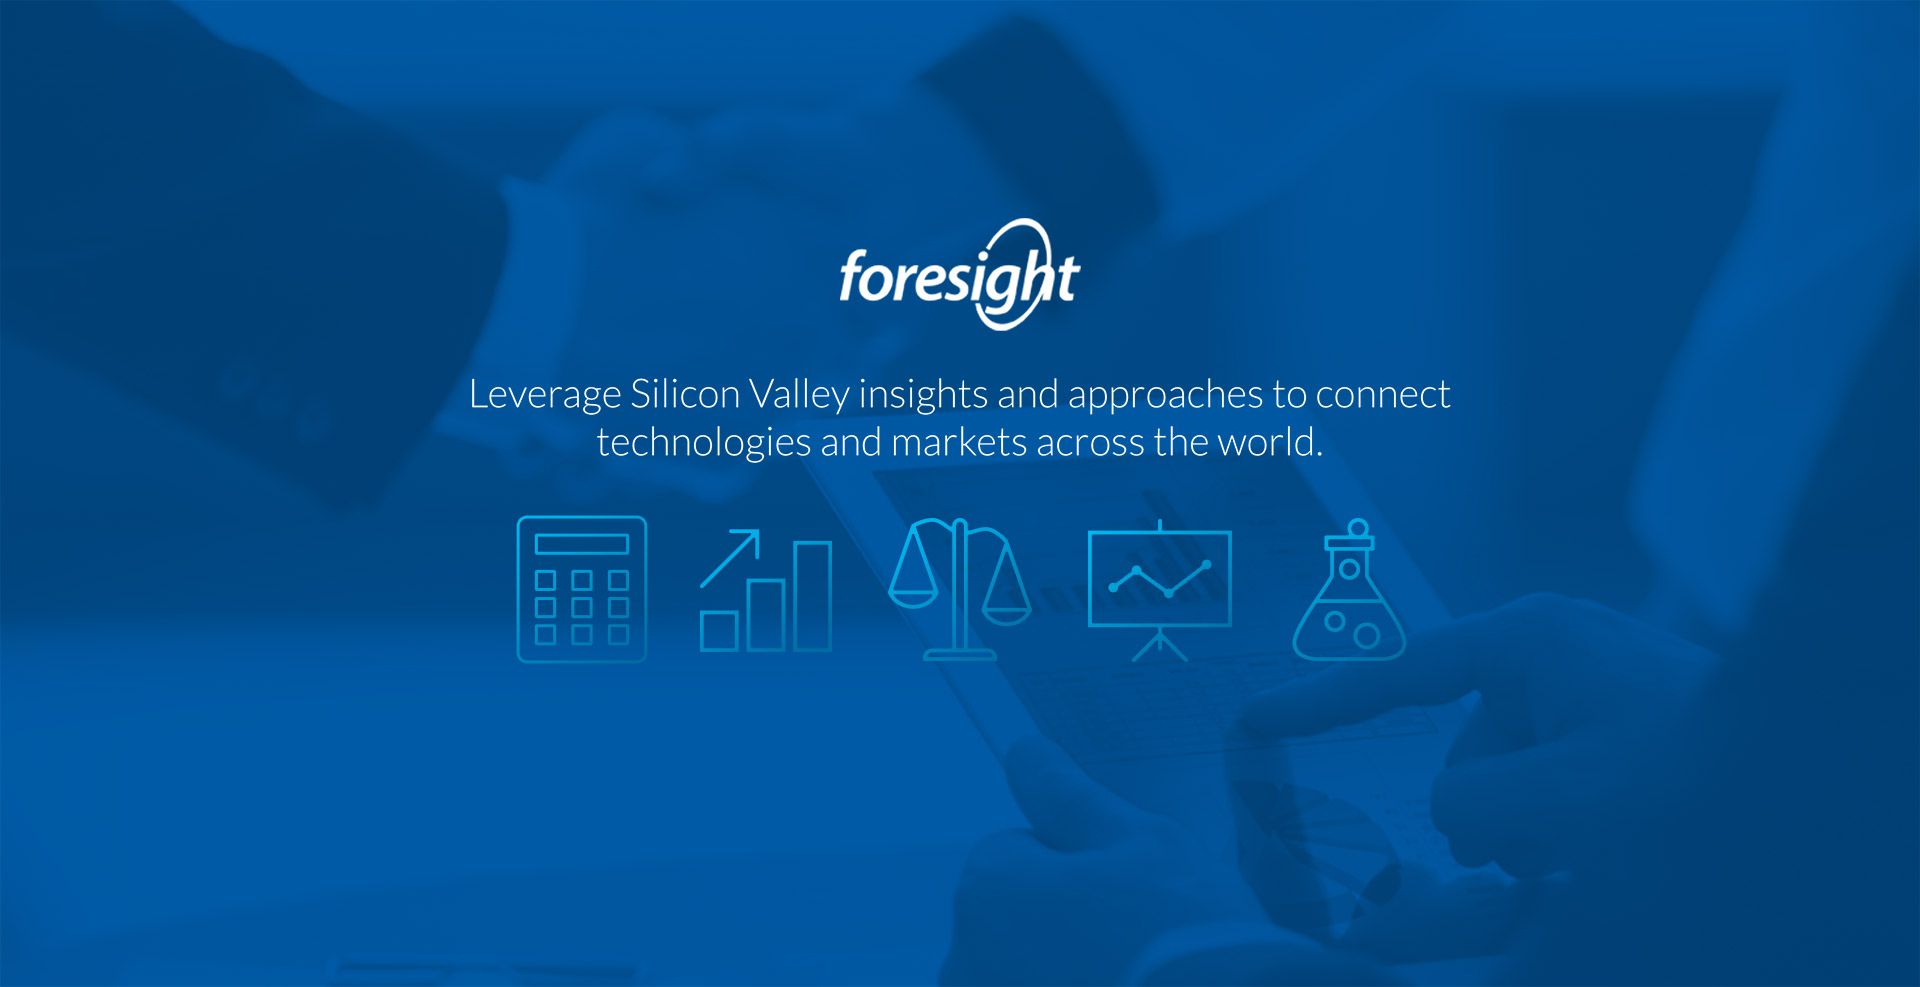 foresight
Leverage Silicon Valley insights and approaches to connect
technologies and markets across the world.